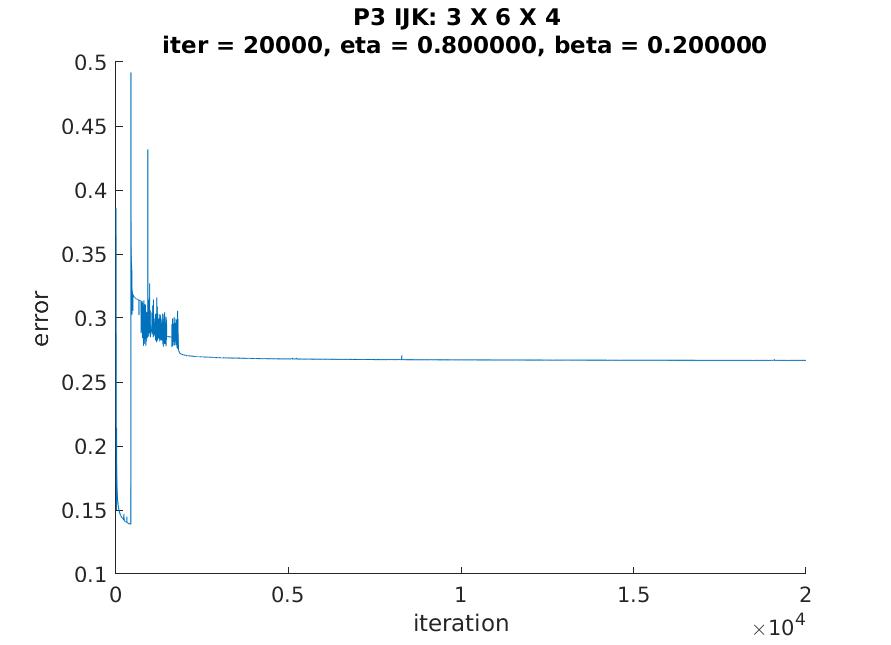 P3 IJK: 3 X 6 X 4
iter = 20000, eta = 0.800000, beta = 0.200000
0.5
0.45
0.4
0.35
0.3
0.25
0.2
0.15
0.1
error
0 0.5 1 1.5 2
iteration
×10⁴